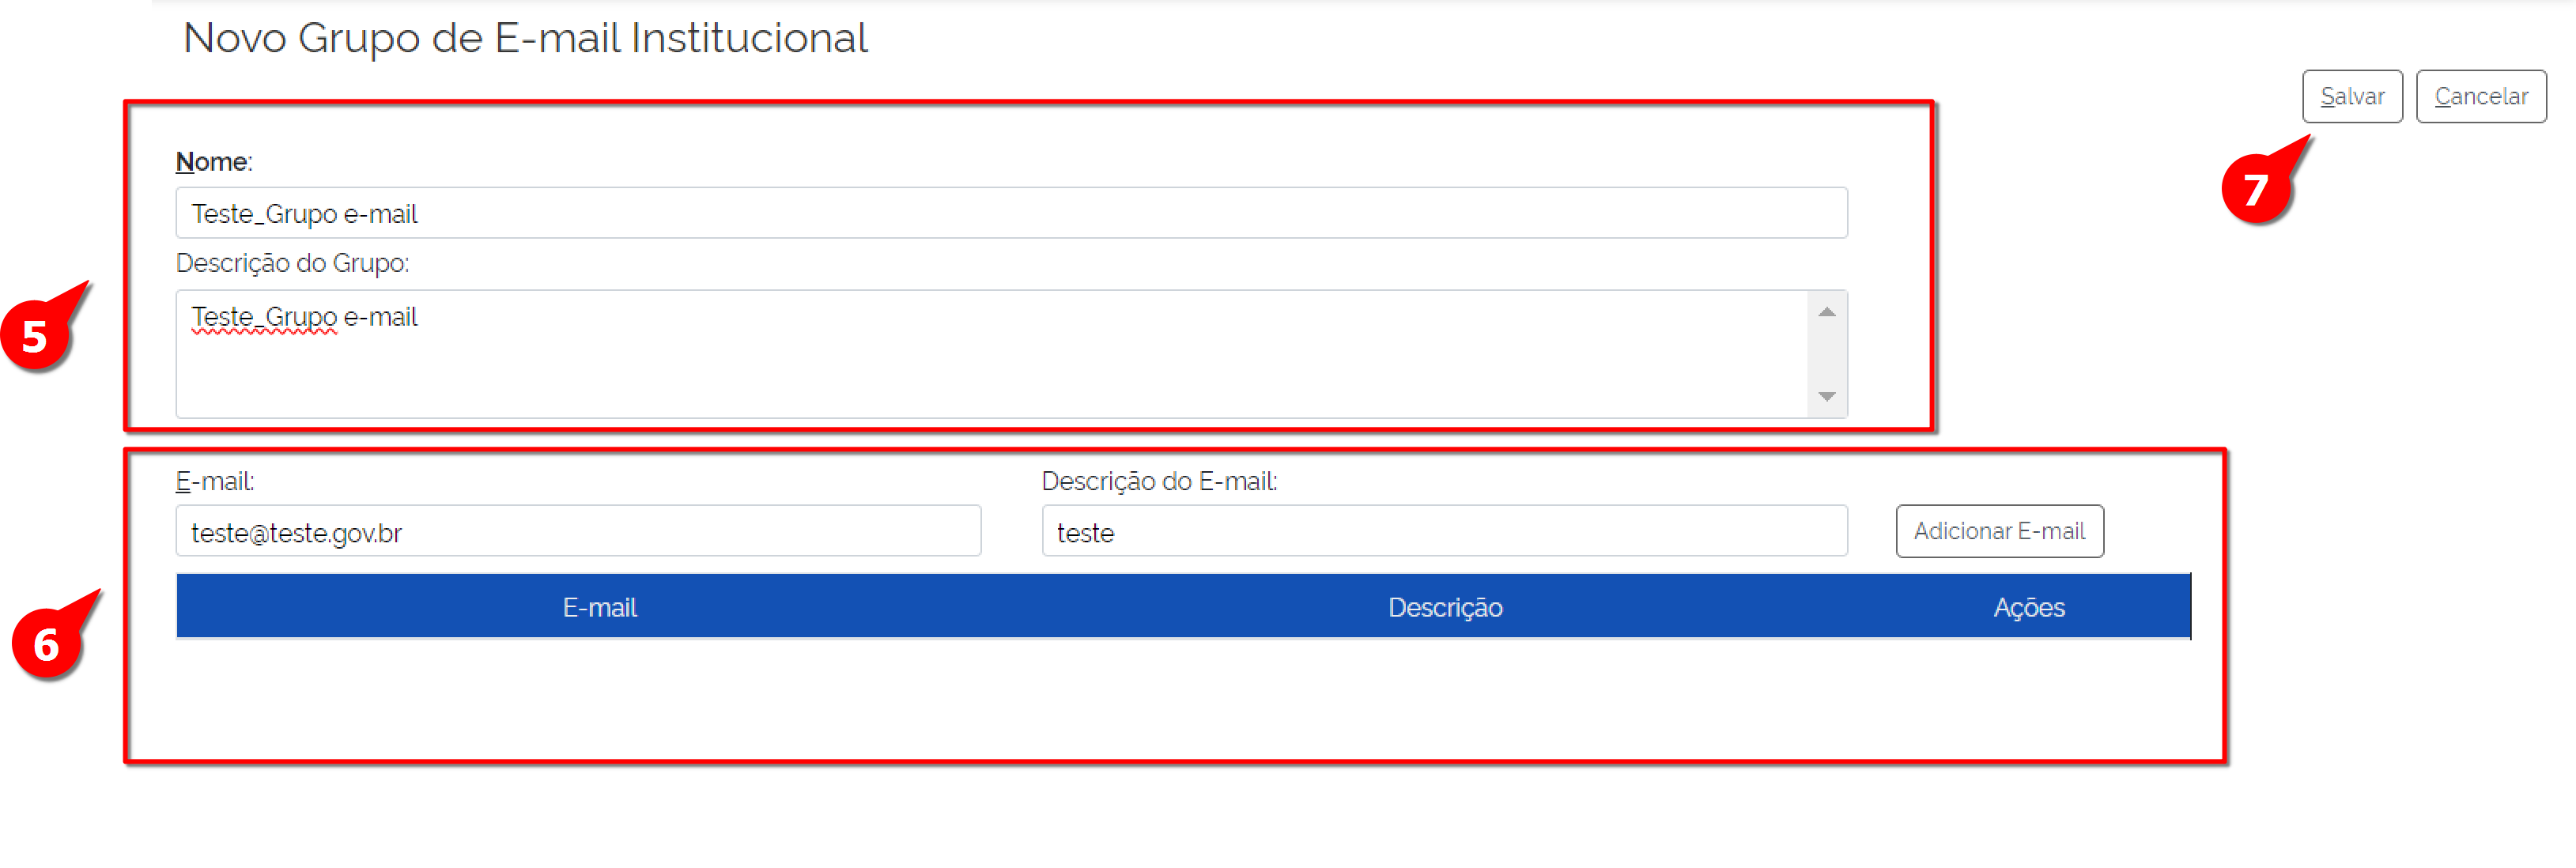 Novo Grupo de E-mail Institucional
Salvar Cancelar
7
Nome:
Teste_Grupo e-mail
Descrição do Grupo:
Teste_Grupo e-mail
5
E-mail: Descrição do E-mail:
teste@teste.gov.br teste Adicionar E-mail
E-mail Descrição Ações
6